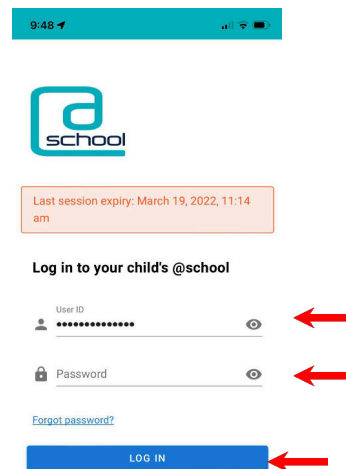 9:48
@
school
Last session expiry: March 19, 2022, 11:14
am
Log in to your child's @school
User ID
••••••••••••••
Password
Forgot password?
LOG IN